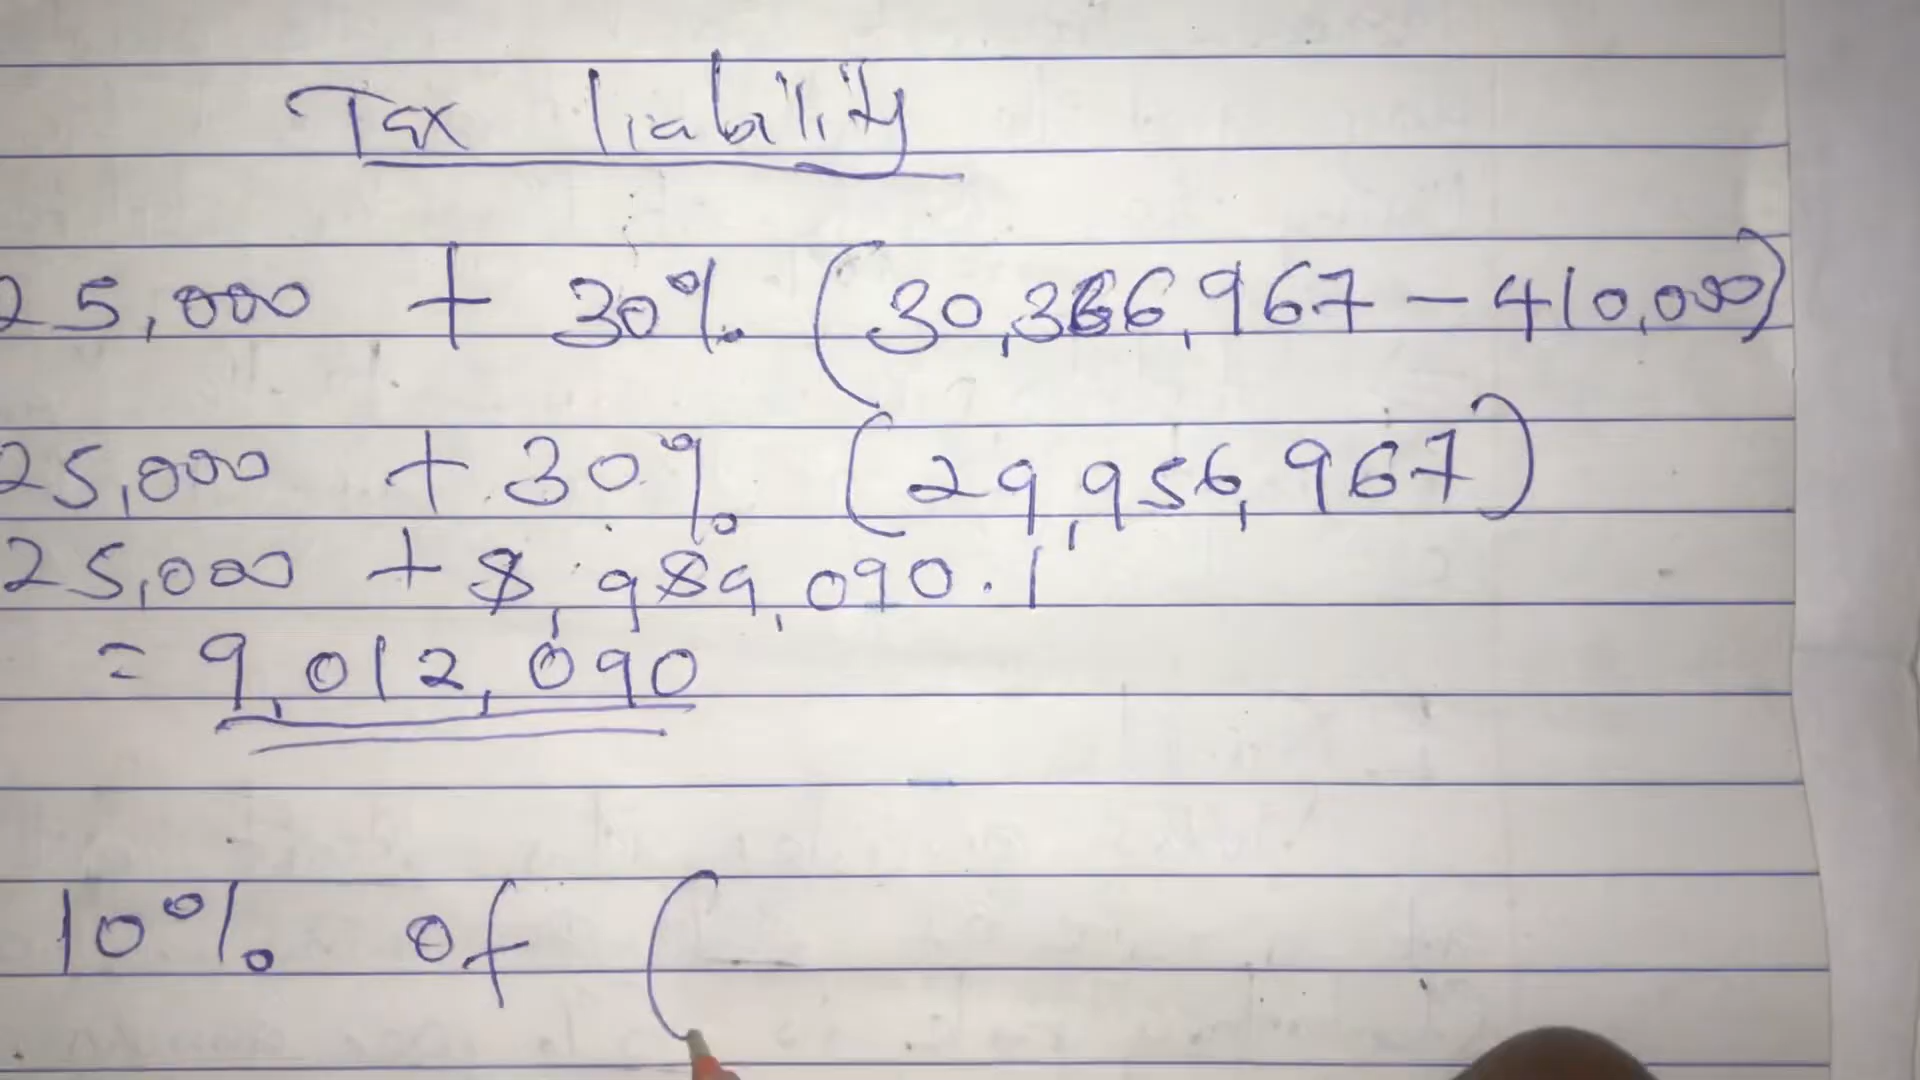 Tax liability
25,000 + 30% (30,366,967 - 410,000)
25,000 + 30% (29,956,967)
25,000 + 8,989,090.1
= 9,012,090
10% of (